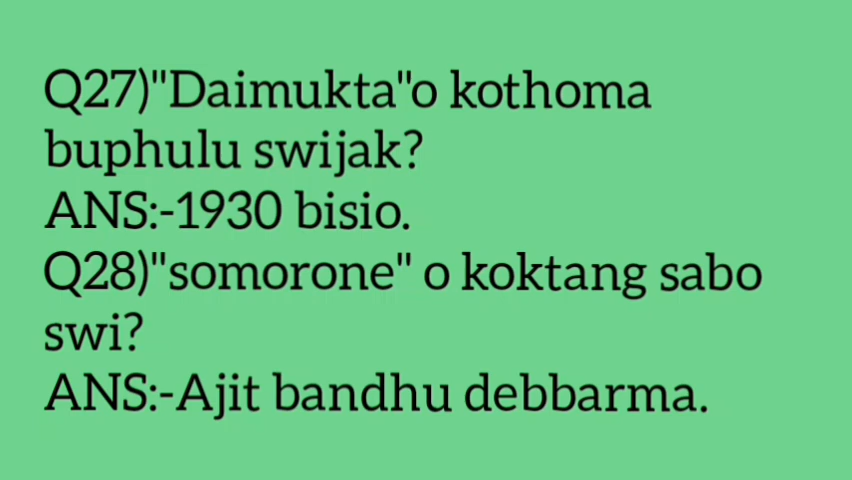 Q27)"Daimukta"o kothoma
buphulu swijak?
ANS:-1930 bisio.
Q28)"somorone" o koktang sabo
swi?
ANS:-Ajit bandhu debbarma.